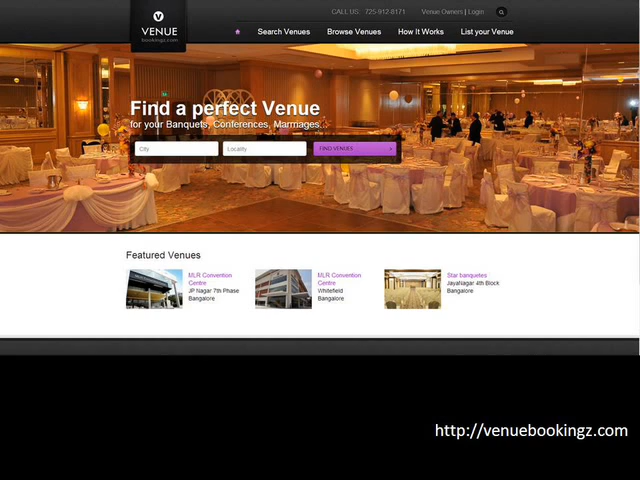 CALL US: 725-912-8171 Venue Owners | Login
VENUE
bookingz.com
Search Venues Browse Venues How It Works List your Venue
Find a perfect Venue
for your Banquets, Conferences, Marriages...
City Locality FIND VENUES >
Featured Venues
MLR Convention
Centre
JP Nagar 7th Phase
Bangalore
MLR Convention
Centre
Whitefield
Bangalore
Star banquetes
JayaNagar 4th Block
Bangalore
http://venuebookingz.com